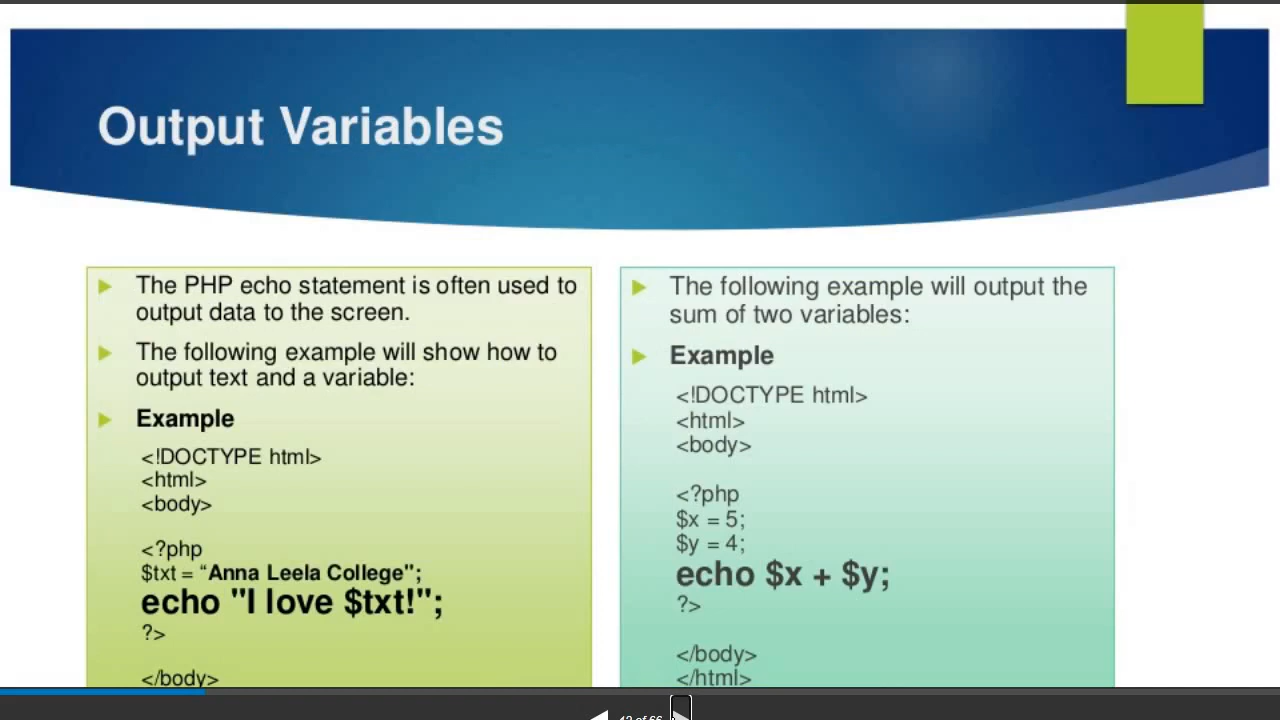 Output Variables
The PHP echo statement is often used to
output data to the screen.
The following example will show how to
output text and a variable:
Example
<!DOCTYPE html>
<html>
<body>
<?php
$txt = “Anna Leela College";
echo "I love $txt!";
?>
</body>
The following example will output the
sum of two variables:
Example
<!DOCTYPE html>
<html>
<body>
<?php
$x = 5;
$y = 4;
echo $x + $y;
?>
</body>
</html>